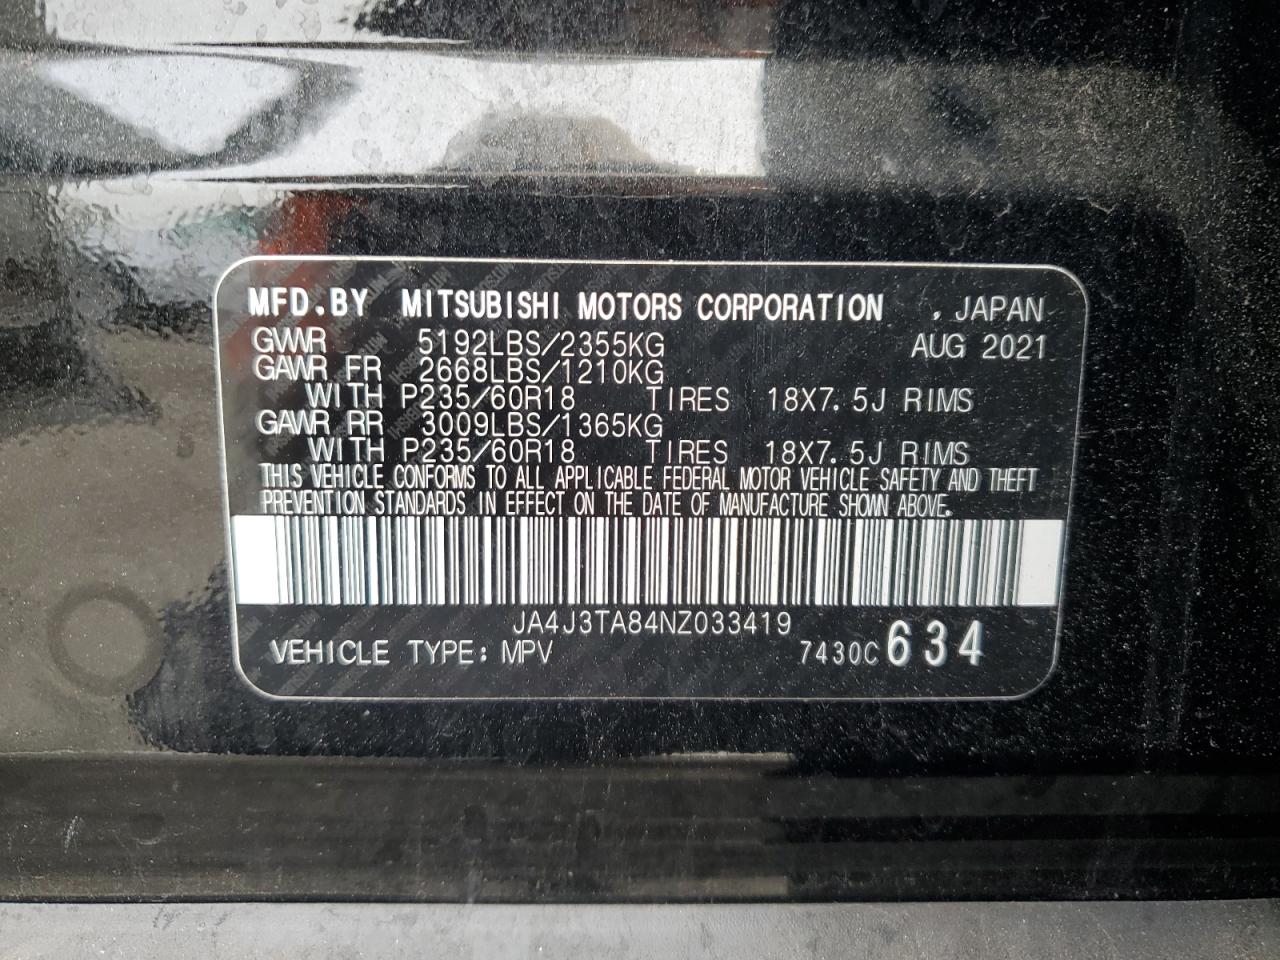 MFD.BY MITSUBISHI MOTORS CORPORATION , JAPAN
GVWR 5192LBS/2355KG AUG 2021
GAWR FR 2668LBS/1210KG
WITH P235/60R18 TIRES 18X7.5J RIMS
GAWR RR 3009LBS/1365KG
WITH P235/60R18 TIRES 18X7.5J RIMS
THIS VEHICLE CONFORMS TO ALL APPLICABLE FEDERAL MOTOR VEHICLE SAFETY AND THEFT
PREVENTION STANDARDS IN EFFECT ON THE DATE OF MANUFACTURE SHOWN ABOVE.
JA4J3TA84NZ033419
VEHICLE TYPE: MPV 7430C 634